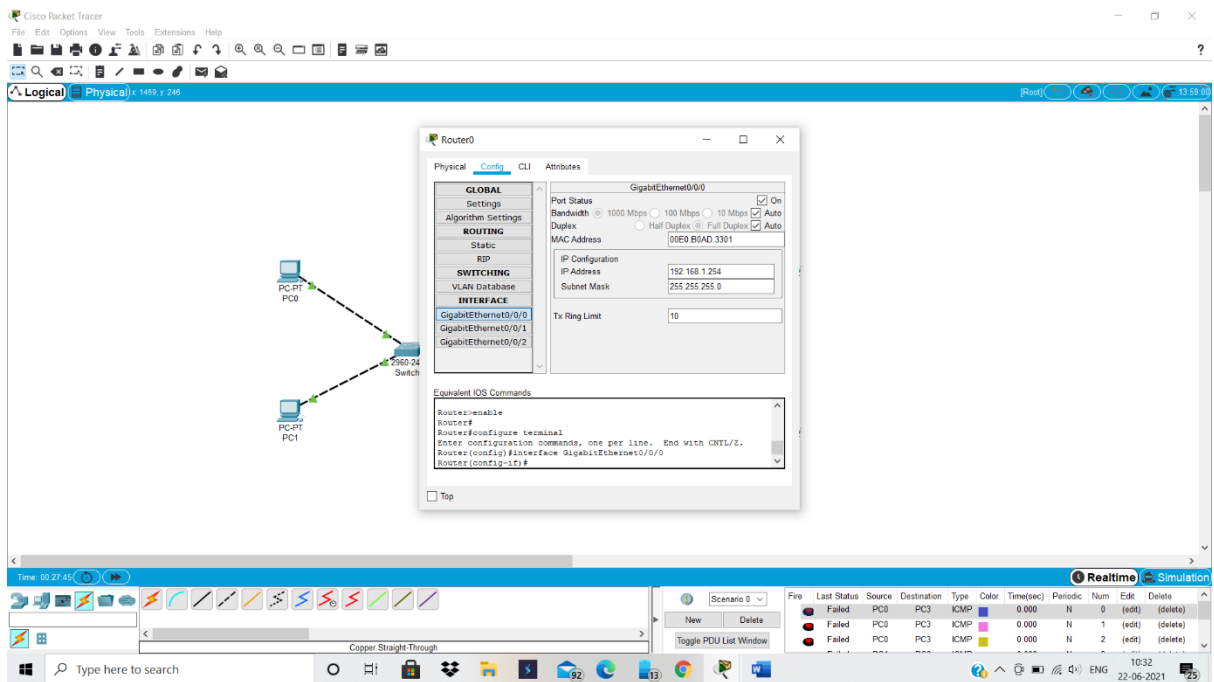 Cisco Packet Tracer
File Edit Options View Tools Extensions Help
?
Logical Physical x: 1469, y: 246 [Root] 13:59:00
Router0
Physical Config CLI Attributes
GLOBAL
Settings
Algorithm Settings
ROUTING
Static
RIP
SWITCHING
VLAN Database
INTERFACE
GigabitEthernet0/0/0
GigabitEthernet0/0/1
GigabitEthernet0/0/2
GigabitEthernet0/0/0
Port Status On
Bandwidth 1000 Mbps 100 Mbps 10 Mbps Auto
Duplex Half Duplex Full Duplex Auto
MAC Address 00E0.B0AD.3301
IP Configuration
IP Address 192.168.1.254
Subnet Mask 255.255.255.0
Tx Ring Limit 10
Equivalent IOS Commands
Router>enable
Router#
Router#configure terminal
Enter configuration commands, one per line. End with CNTL/Z.
Router(config)#interface GigabitEthernet0/0/0
Router(config-if)#
Top
PC-PT
PC0
2960-24
Switch
PC-PT
PC1
Time: 00:27:45 Realtime Simulation
Copper Straight-Through
Scenario 0
New Delete
Toggle PDU List Window
Fire Last Status Source Destination Type Color Time(sec) Periodic Num Edit Delete
Failed PC0 PC3 ICMP 0.000 N 0 (edit) (delete)
Failed PC0 PC3 ICMP 0.000 N 1 (edit) (delete)
Failed PC0 PC3 ICMP 0.000 N 2 (edit) (delete)
Type here to search
92
13
ENG
10:32
22-06-2021
25